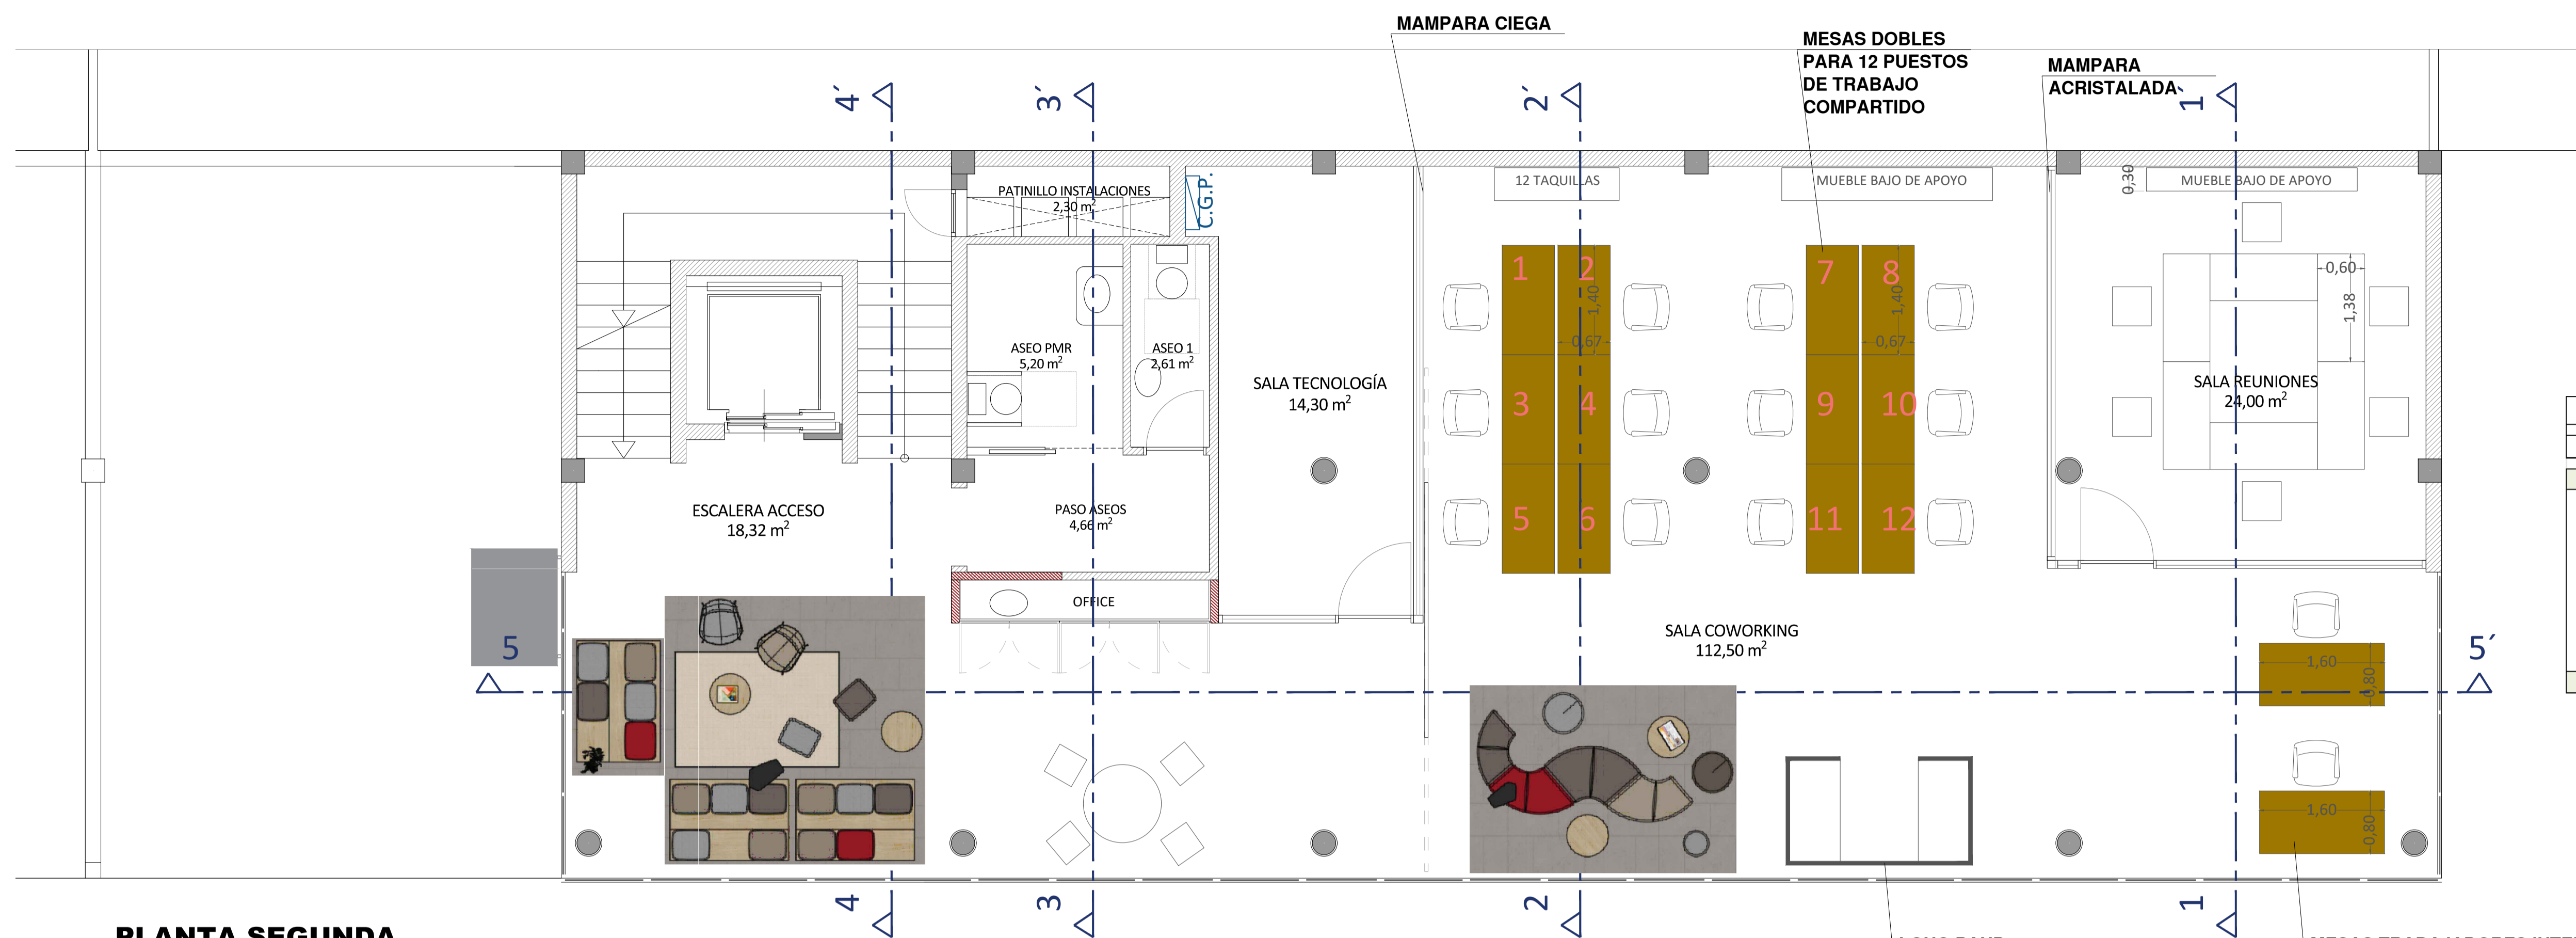 MAMPARA CIEGA
MESAS DOBLES
PARA 12 PUESTOS
DE TRABAJO
COMPARTIDO
MAMPARA
ACRISTALADA
4´
3´
2´
1´
PATINILLO INSTALACIONES
2,30 m²
C.G.P.
12 TAQUILLAS
MUEBLE BAJO DE APOYO
0,30
MUEBLE BAJO DE APOYO
1
2
7
8
1,40
1,40
0,60
1,38
0,67
0,67
ASEO PMR
5,20 m²
ASEO 1
2,61 m²
SALA TECNOLOGÍA
14,30 m²
3
4
9
10
SALA REUNIONES
24,00 m²
ESCALERA ACCESO
18,32 m²
PASO ASEOS
4,66 m²
5
6
11
12
OFFICE
SALA COWORKING
112,50 m²
5
5´
1,60
0,80
1,60
0,80
4
3
2
1
PLANTA SEGUNDA